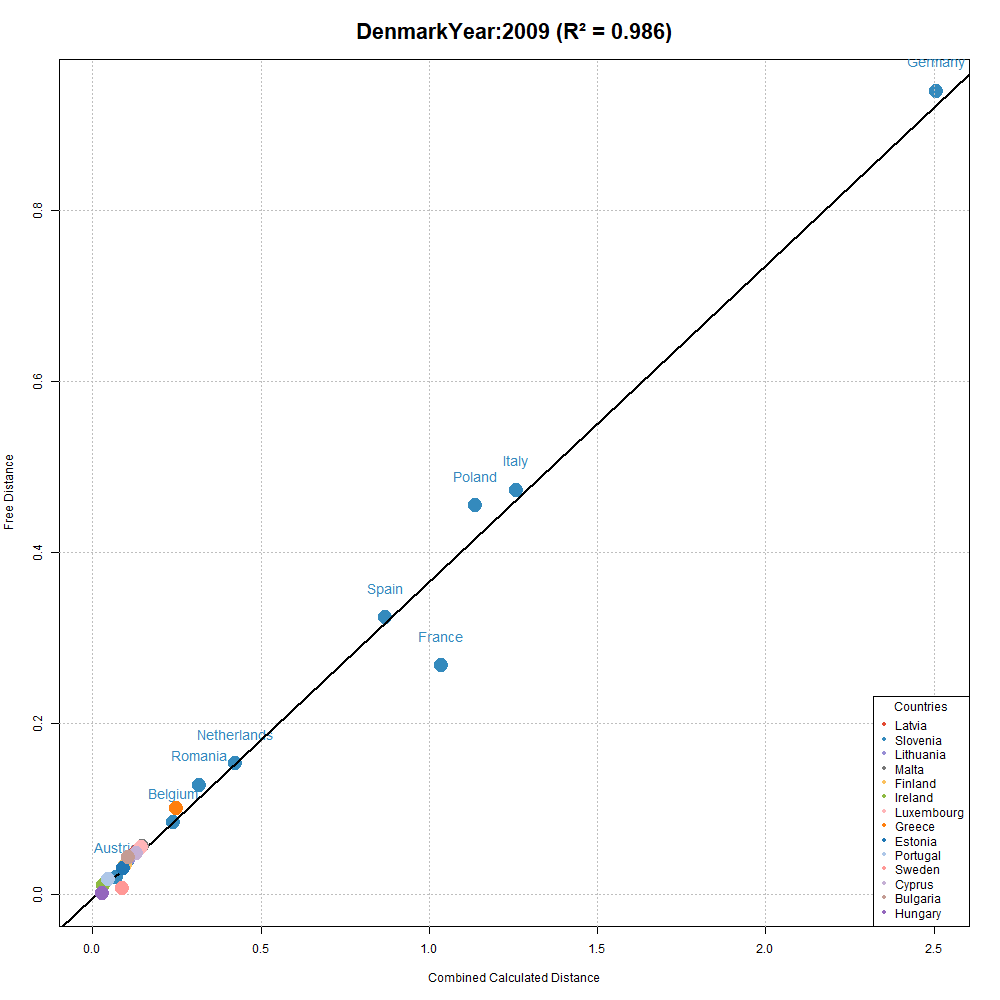 DenmarkYear:2009 (R² = 0.986)
Germany
Italy
Poland
Spain
France
Netherlands
Romania
Belgium
Austria
Free Distance
0.8
0.6
0.4
0.2
0.0
0.0 0.5 1.0 1.5 2.0 2.5
Combined Calculated Distance
Countries
Latvia
Slovenia
Lithuania
Malta
Finland
Ireland
Luxembourg
Greece
Estonia
Portugal
Sweden
Cyprus
Bulgaria
Hungary